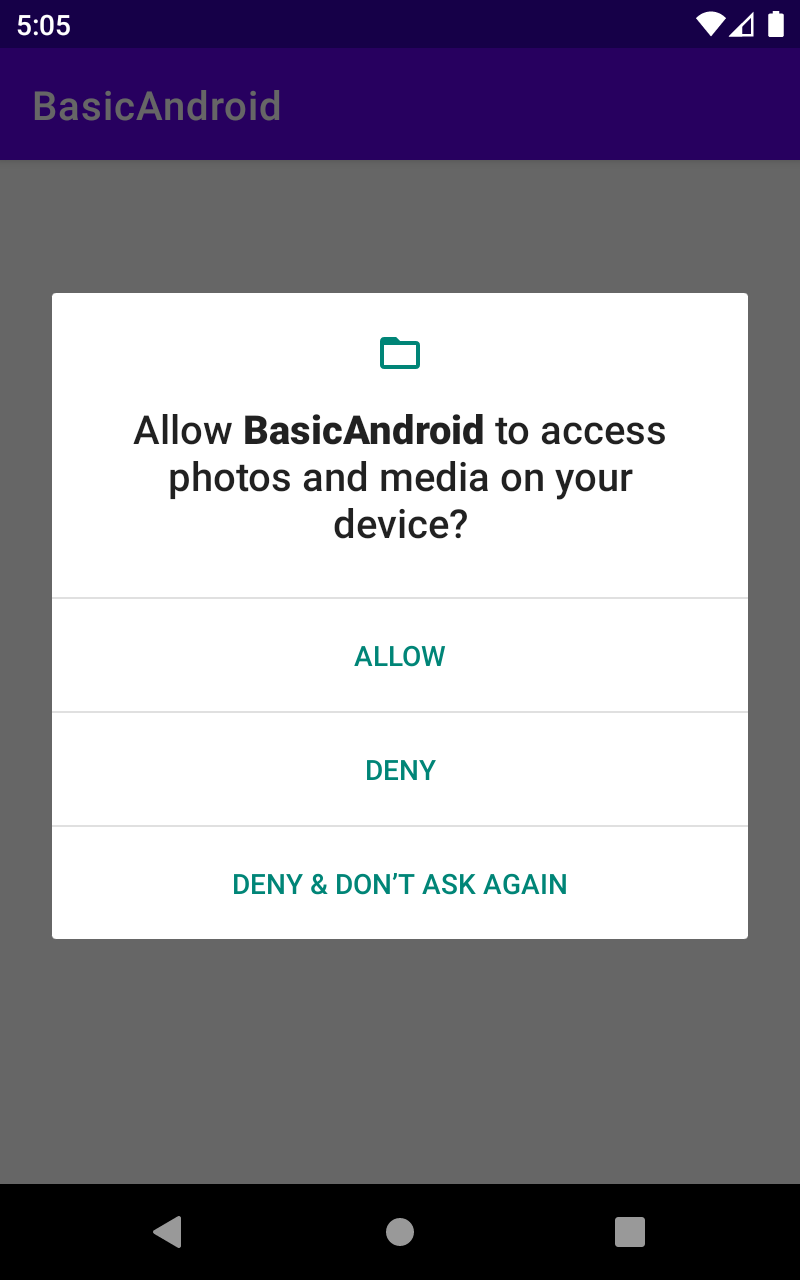 5:05
BasicAndroid
Allow BasicAndroid to access
photos and media on your
device?
ALLOW
DENY
DENY & DON’T ASK AGAIN